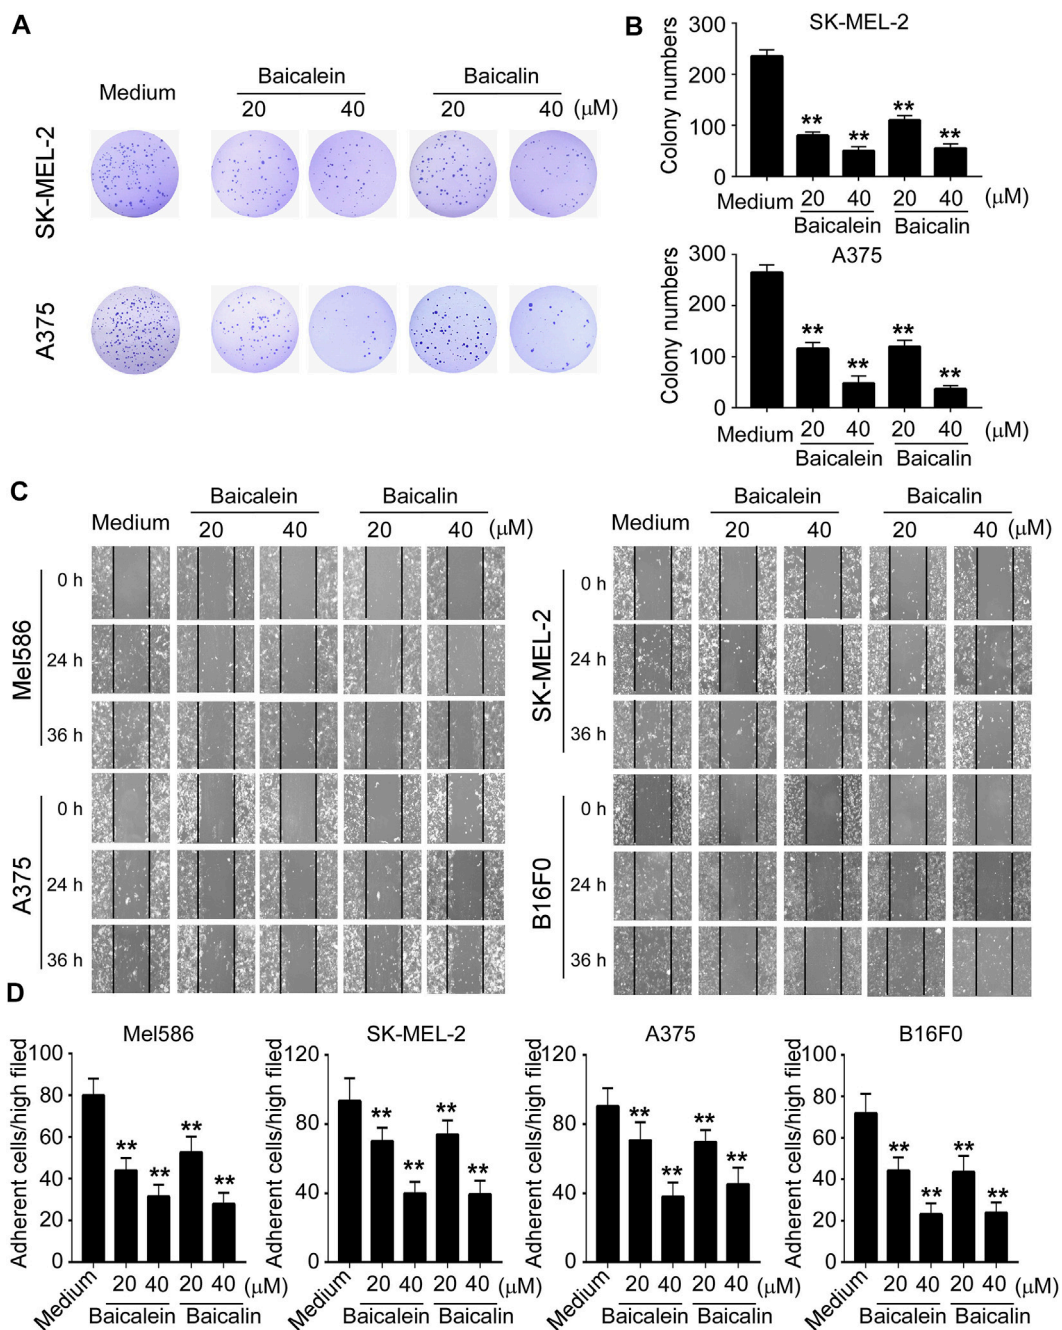 A
Baicalein
Baicalin
Medium
20
40
20
40
(μM)
SK-MEL-2
A375
B
SK-MEL-2
Colony numbers
300
200
100
0
**
**
**
**
Medium
20
40
20
40
(μM)
Baicalein
Baicalin
A375
Colony numbers
300
200
100
0
**
**
**
**
Medium
20
40
20
40
(μM)
Baicalein
Baicalin
C
Baicalein
Baicalin
Medium
20
40
20
40
(μM)
Mel586
0 h
24 h
36 h
A375
0 h
24 h
36 h
Baicalein
Baicalin
Medium
20
40
20
40
(μM)
SK-MEL-2
0 h
24 h
36 h
B16F0
0 h
24 h
36 h
D
Mel586
Adherent cells/high filed
100
80
60
40
20
0
**
**
**
**
Medium
20
40
20
40
(μM)
Baicalein
Baicalin
SK-MEL-2
Adherent cells/high filed
120
80
40
0
**
**
**
**
Medium
20
40
20
40
(μM)
Baicalein
Baicalin
A375
Adherent cells/high filed
120
80
40
0
**
**
**
**
Medium
20
40
20
40
(μM)
Baicalein
Baicalin
B16F0
Adherent cells/high filed
100
80
60
40
20
0
**
**
**
**
Medium
20
40
20
40
(μM)
Baicalein
Baicalin